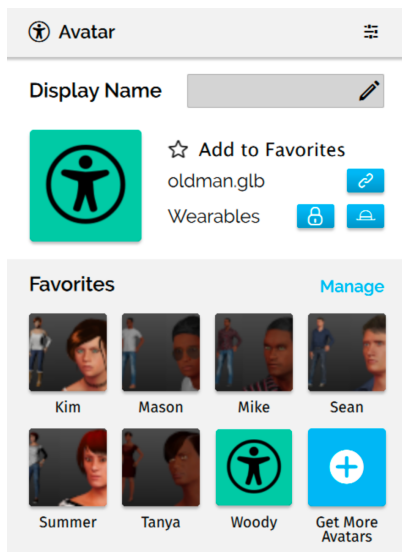 Avatar
Display Name
Add to Favorites
oldman.glb
Wearables
Favorites
Manage
Kim
Mason
Mike
Sean
Summer
Tanya
Woody
Get More
Avatars